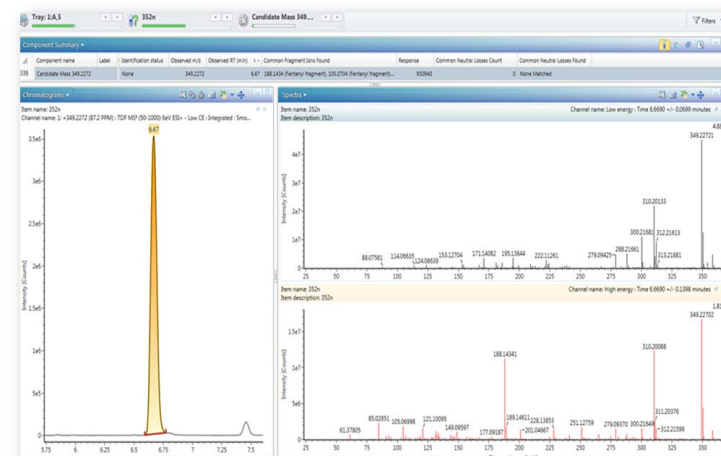 Tray: 1:A,5
352n
Candidate Mass 349....
Filters
Component Summary
Component name Label Identification status Observed m/z Observed RT (min) Common Fragment Ions Found Response Common Neutral Losses Count Common Neutral Losses Found
336 Candidate Mass 349.2272 None 349.2272 6.67 188.1434 (Fentanyl fragment), 105.0704 (Fentanyl fragment)... 950940 0 None Matched
Chromatograms
Item name: 352n
Channel name: 1: +349.2272 (87.2 PPM) : TOF MSᴱ (50-1000) 6eV ESI+ - Low CE : Integrated : Smo...
6.67
3.5e6
3e6
2.5e6
2e6
1.5e6
1e6
5e5
0
Intensity [Counts]
5.75 6 6.25 6.5 6.75 7 7.25 7.5
Spectra
Item name: 352n Channel name: Low energy : Time 6.6690 +/- 0.0699 minutes
Item description: 352n
349.22721
4e7
310.20133
2e7
300.21681 312.21613
288.21661
1e7
88.07561 114.06635 124.08639 153.12704 171.14082 195.13644 222.11261 279.09425 313.21881
0
Intensity [Counts]
25 50 75 100 125 150 175 200 225 250 275 300 325 350
Item name: 352n Channel name: High energy : Time 6.6690 +/- 0.1398 minutes
Item description: 352n
349.22702
1.5e7
310.20088
188.14341
1e7
5e6
85.02851 105.06998 121.10095 189.14611 228.13853 251.12759 311.20376
61.37805 149.09597 177.09187 201.04667 279.09370 300.21649 312.21599
0
Intensity [Counts]
25 50 75 100 125 150 175 200 225 250 275 300 325 350